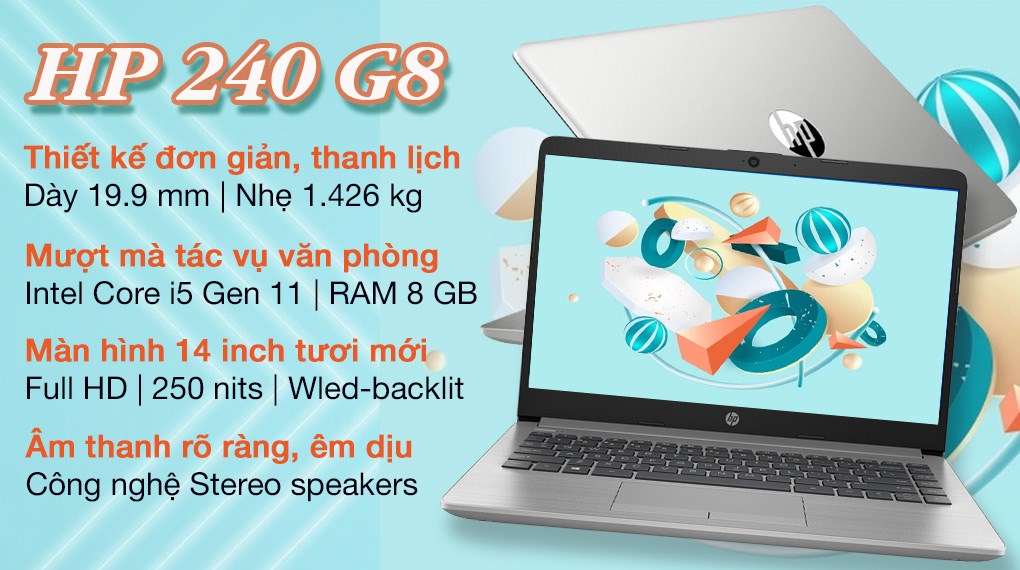 HP 240 G8
Thiết kế đơn giản, thanh lịch
Dày 19.9 mm | Nhẹ 1.426 kg
Mượt mà tác vụ văn phòng
Intel Core i5 Gen 11 | RAM 8 GB
Màn hình 14 inch tươi mới
Full HD | 250 nits | Wled-backlit
Âm thanh rõ ràng, êm dịu
Công nghệ Stereo speakers
hp
hp